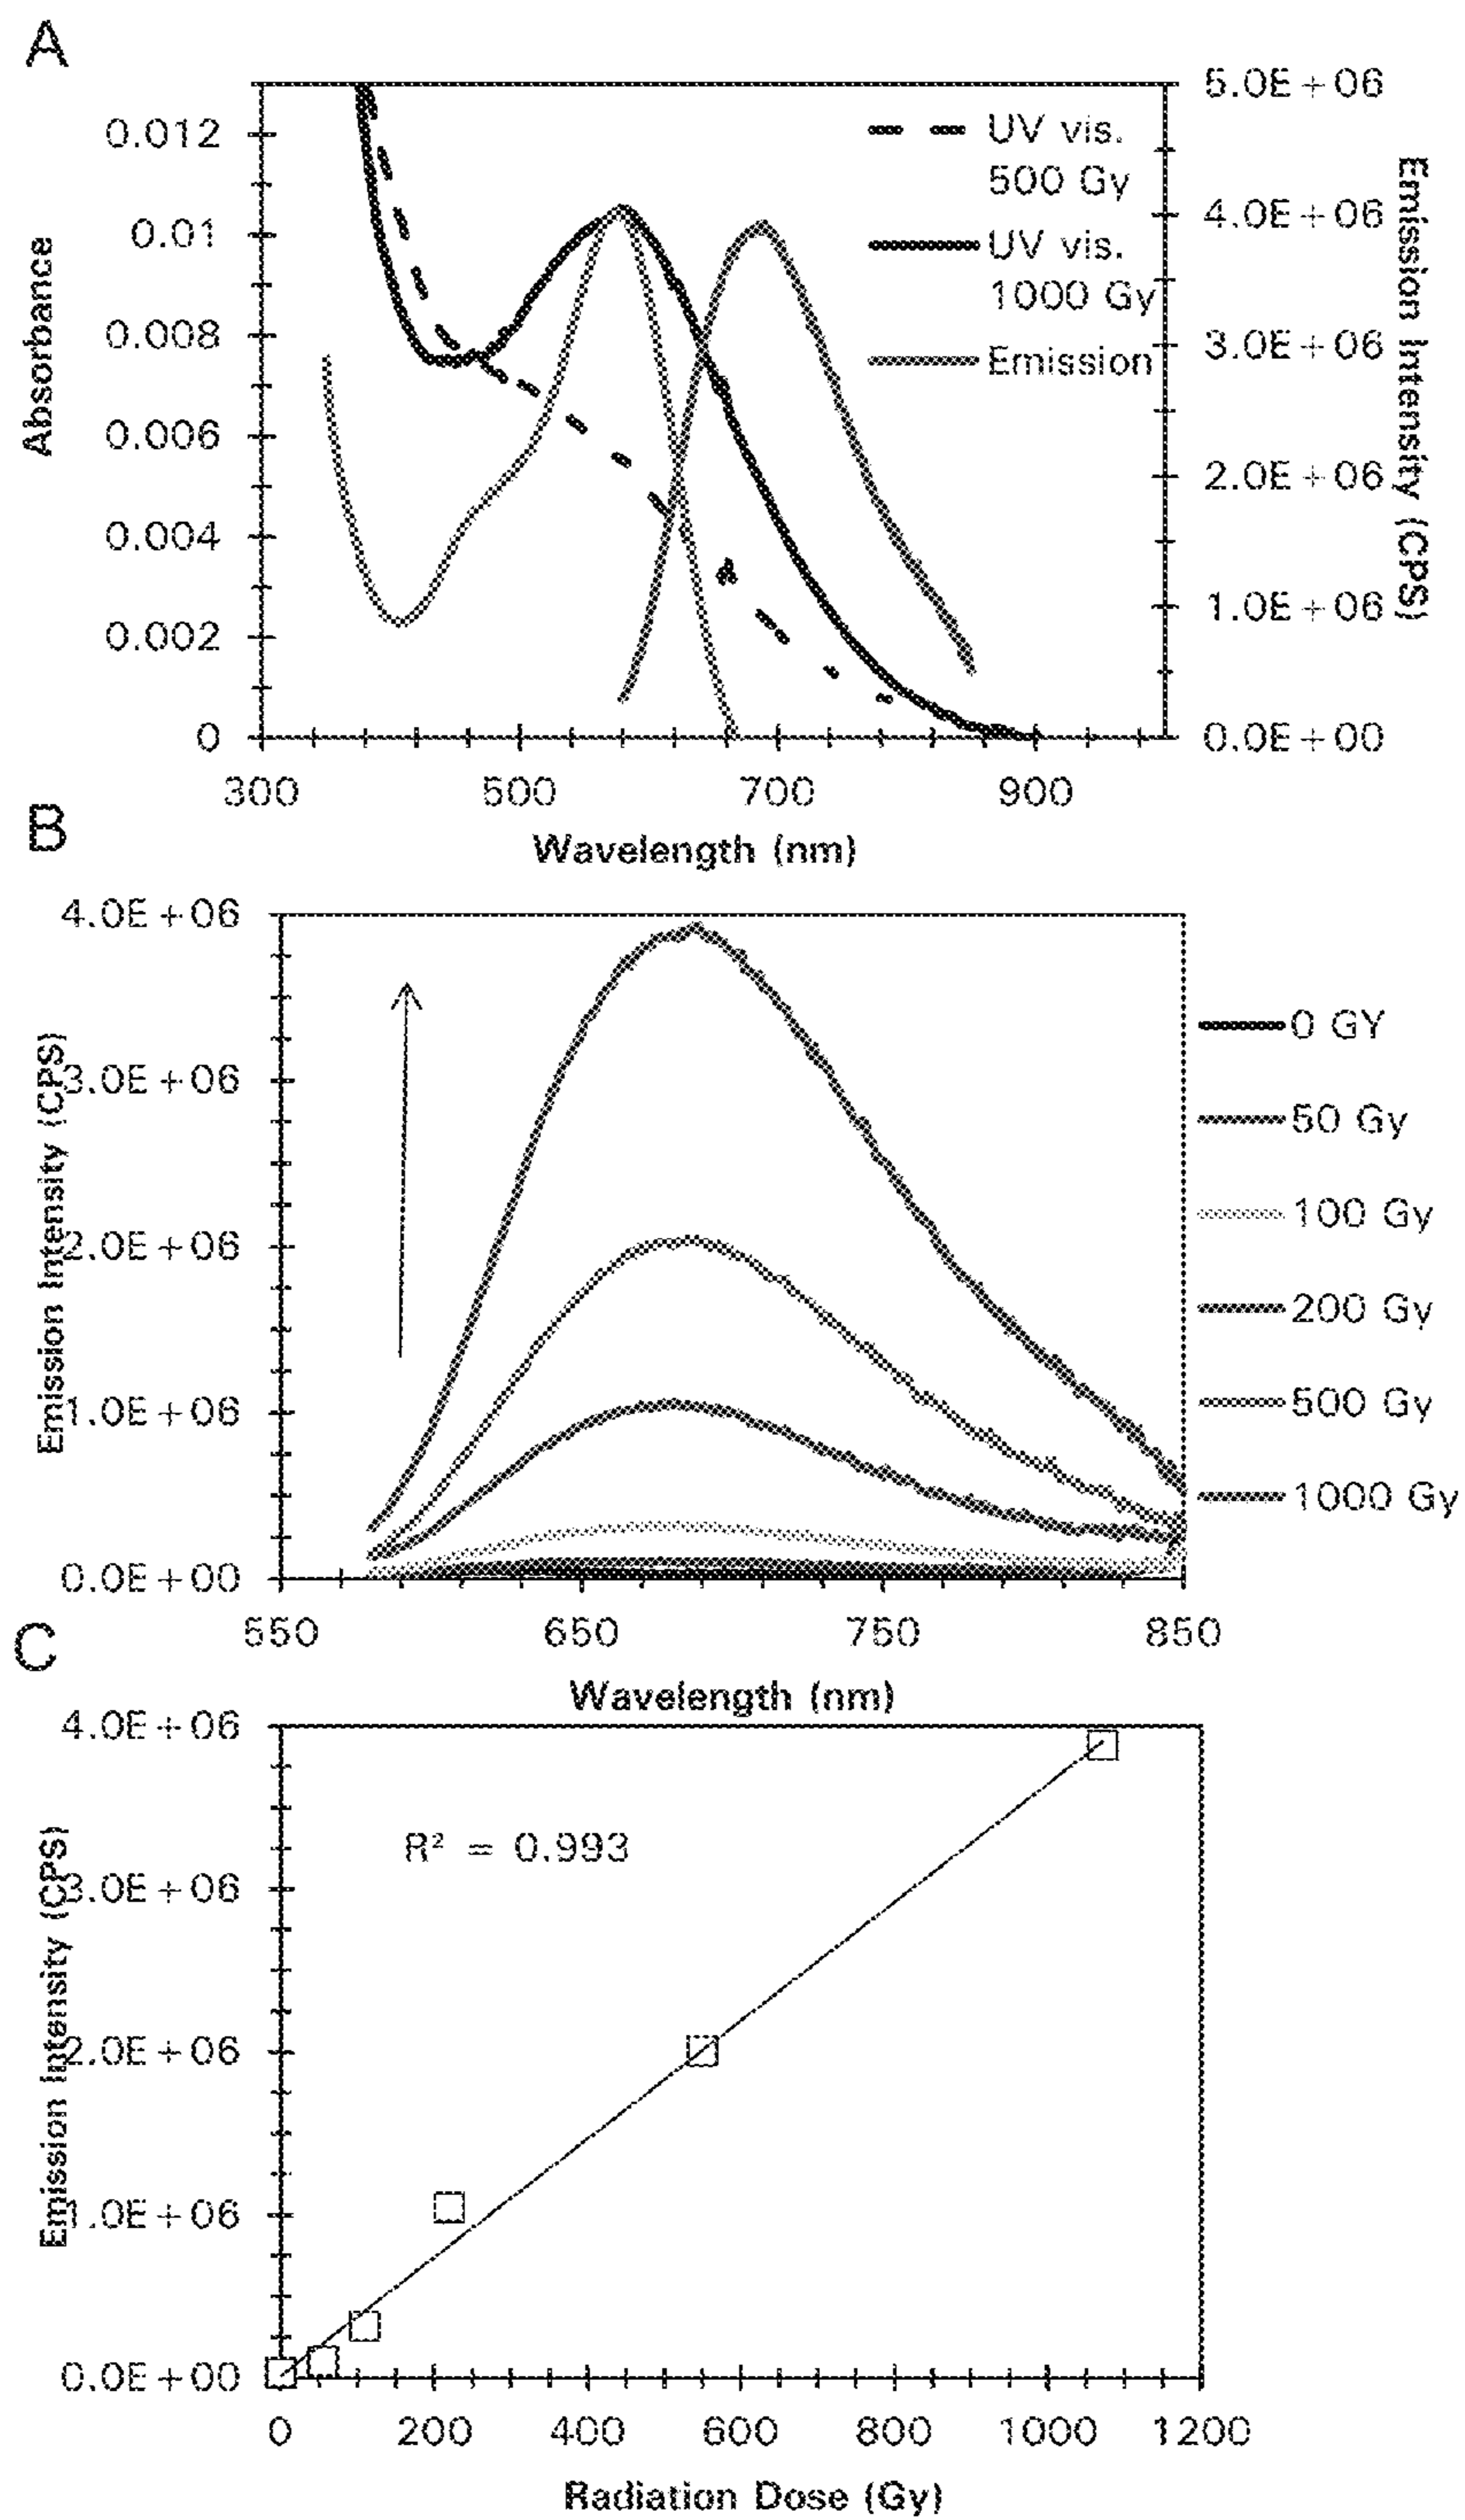 A
0.012
0.01
0.008
0.006
0.004
0.002
0
Absorbance
UV vis.
500 Gy
UV vis.
1000 Gy
Emission
5.0E+06
4.0E+06
3.0E+06
2.0E+06
1.0E+06
0.0E+00
Emission Intensity (CPS)
300 500 700 900
Wavelength (nm)
B
4.0E+06
3.0E+06
2.0E+06
1.0E+06
0.0E+00
Emission Intensity (CPS)
0 GY
50 Gy
100 Gy
200 Gy
500 Gy
1000 Gy
550 650 750 850
Wavelength (nm)
C
4.0E+06
3.0E+06
2.0E+06
1.0E+06
0.0E+00
Emission Intensity (CPS)
R² = 0.993
0 200 400 600 800 1000 1200
Radiation Dose (Gy)